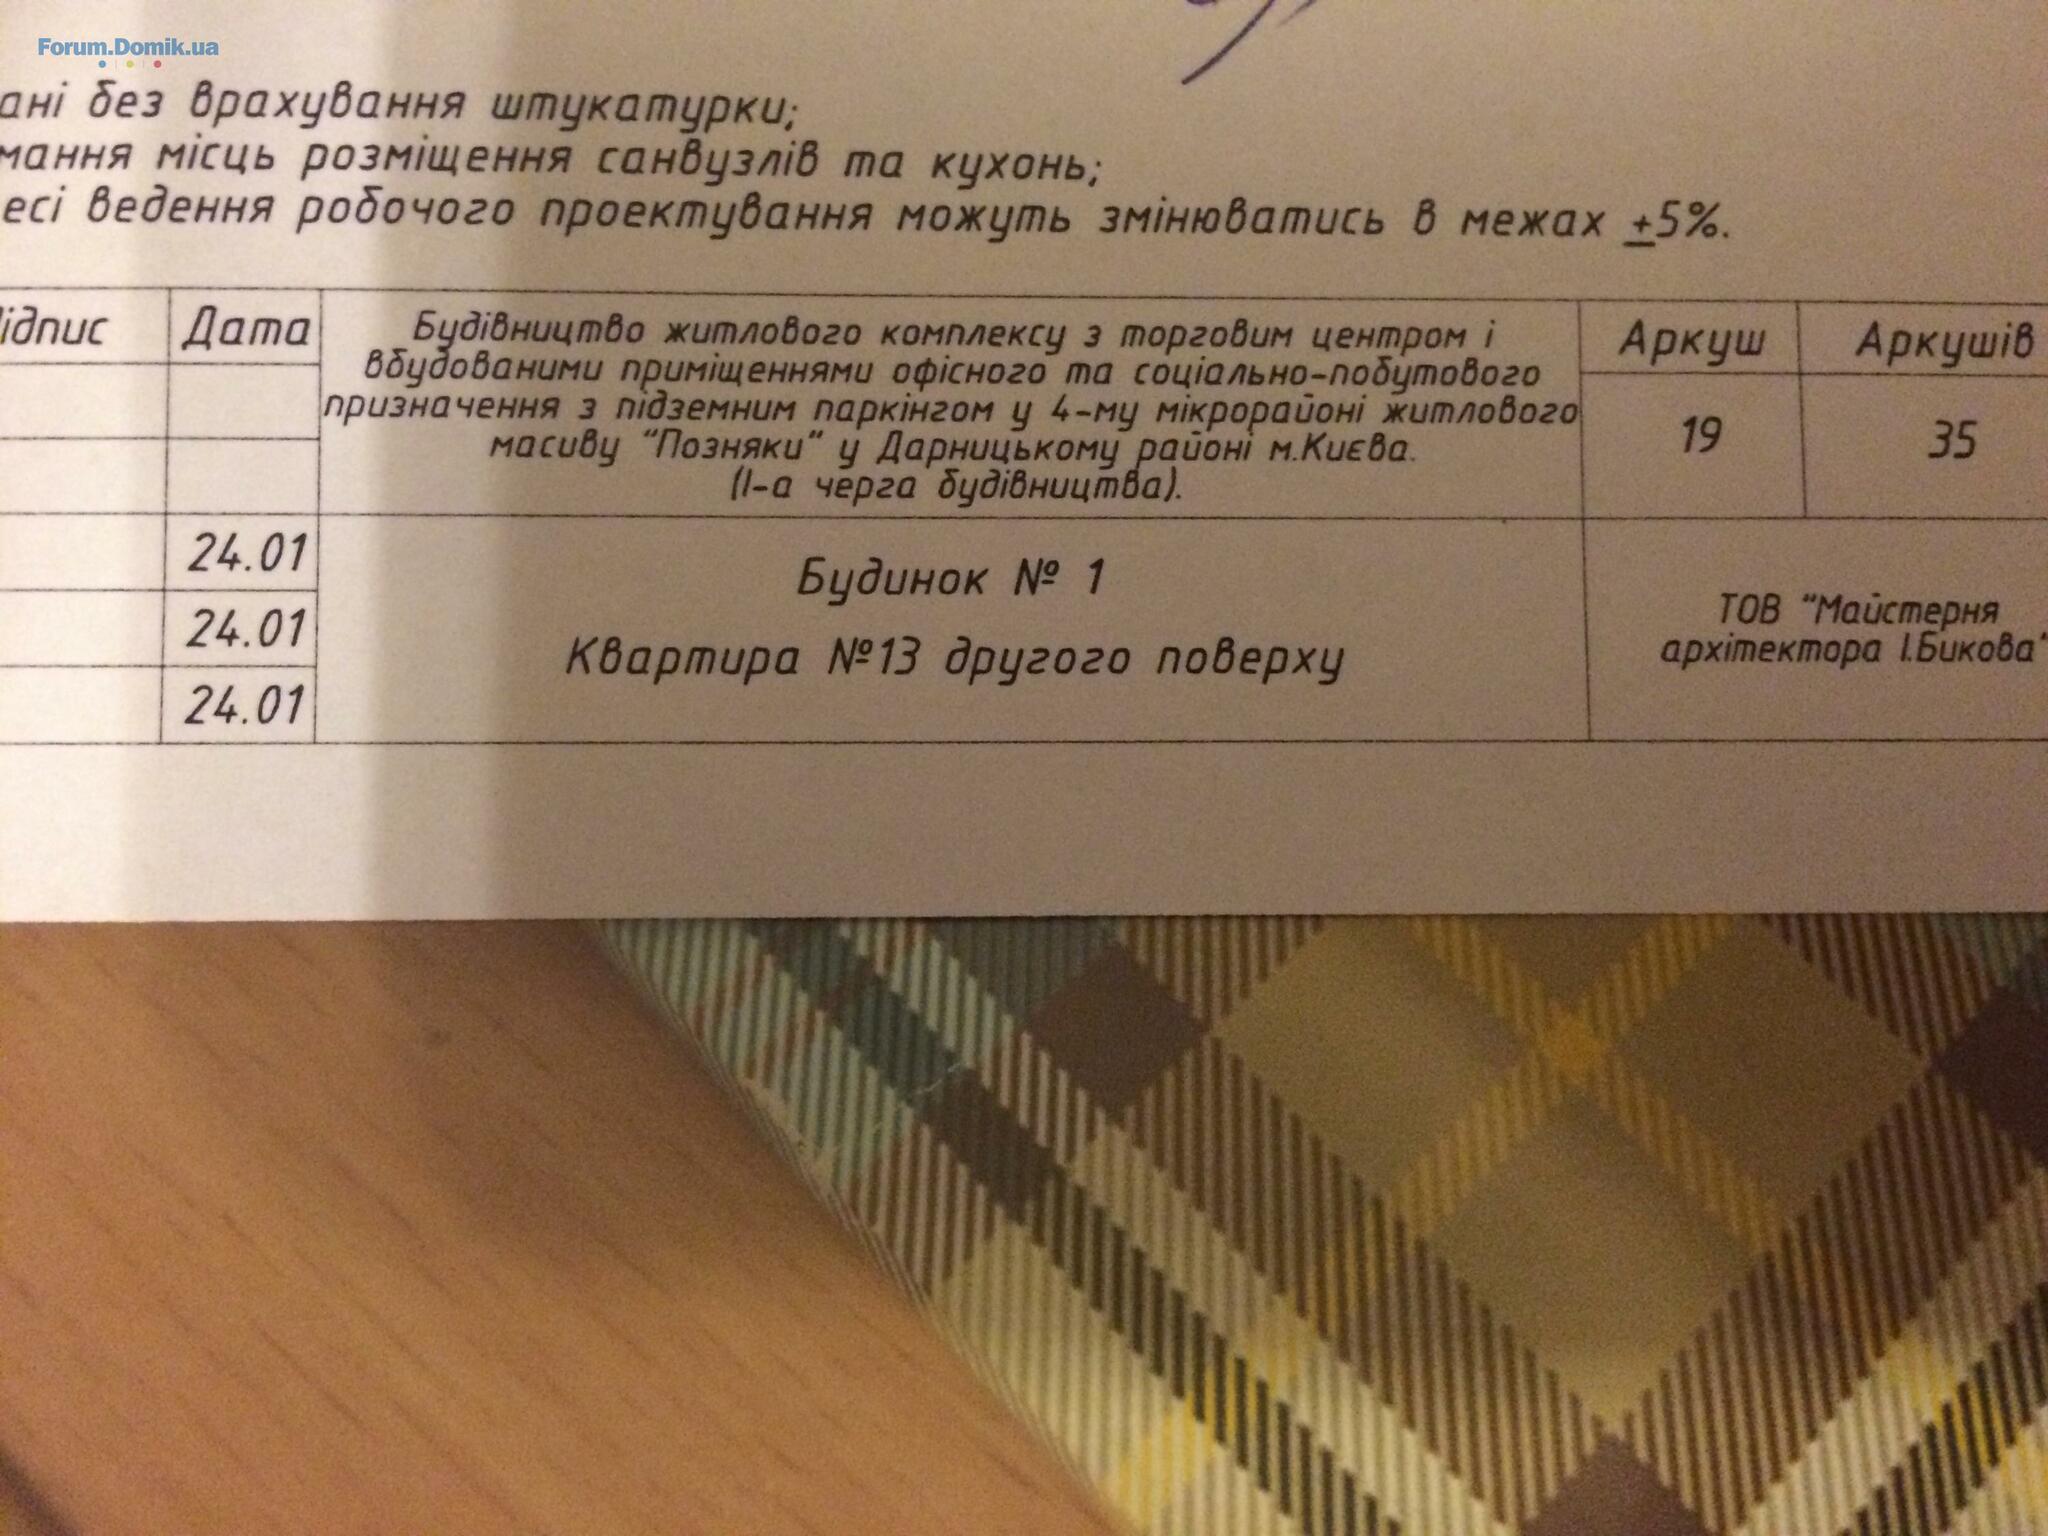 Forum.Domik.ua
ані без врахування штукатурки;
мання місць розміщення санвузлів та кухонь;
есі ведення робочого проектування можуть змінюватись в межах ±5%.
ідпис
Дата
Будівництво житлового комплексу з торговим центром і
вбудованими приміщеннями офісного та соціально-побутового
призначення з підземним паркінгом у 4-му мікрорайоні житлового
масиву "Позняки" у Дарницькому районі м.Києва.
(І-а черга будівництва).
Аркуш
Аркушів
19
35
24.01
24.01
24.01
Будинок № 1
Квартира №13 другого поверху
ТОВ "Майстерня
архітектора І.Бикова"